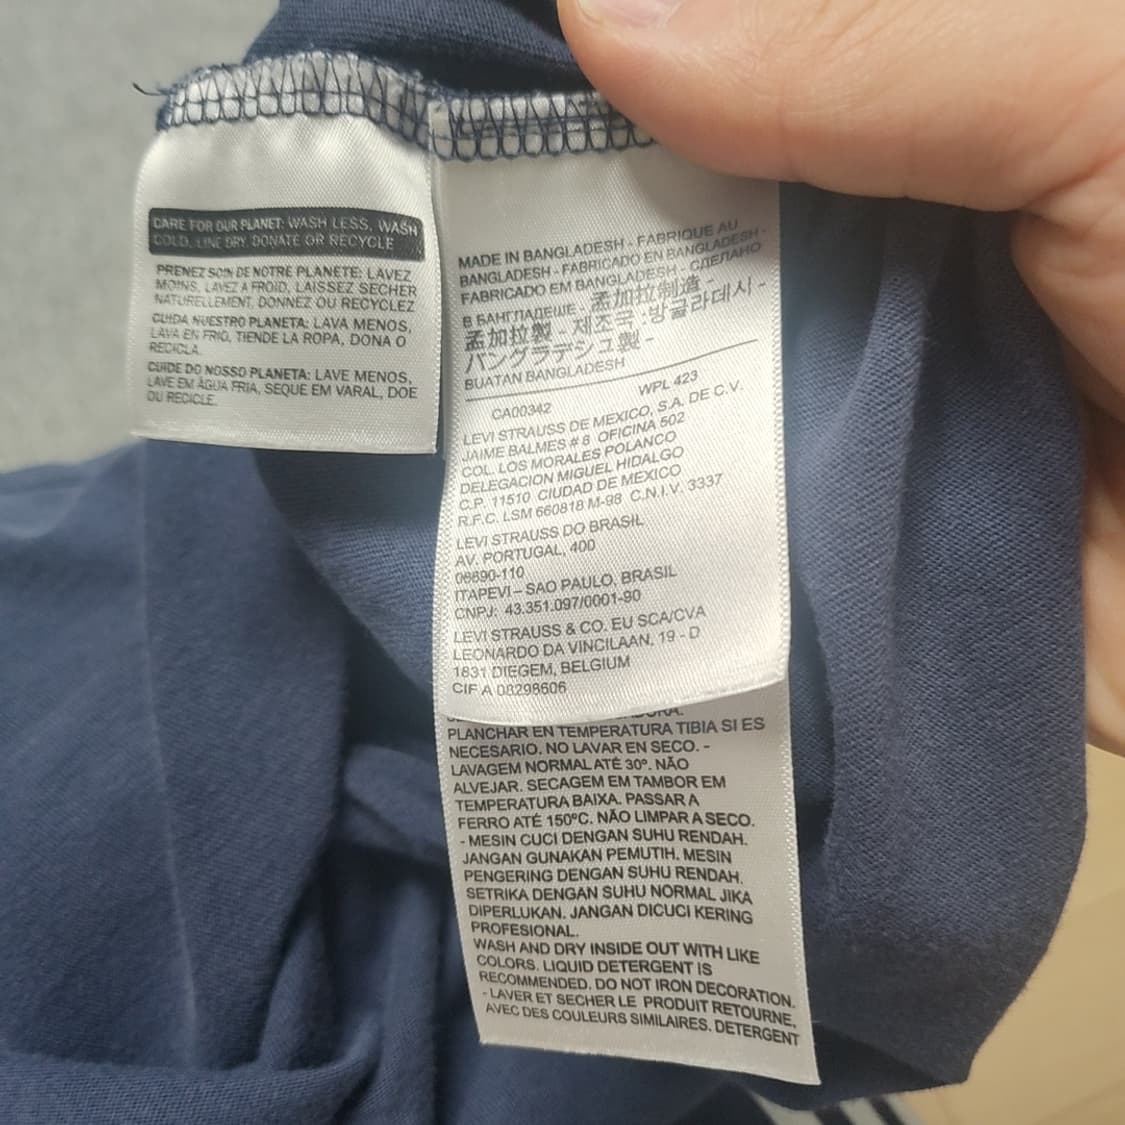 CARE FOR OUR PLANET: WASH LESS, WASH
COLD, LINE DRY, DONATE OR RECYCLE
PRENEZ SOIN DE NOTRE PLANETE: LAVEZ
MOINS, LAVEZ A FROID, LAISSEZ SECHER
NATURELLEMENT, DONNEZ OU RECYCLEZ
CUIDA NUESTRO PLANETA: LAVA MENOS,
LAVA EN FRIO, TIENDE LA ROPA, DONA O
RECICLA.
CUIDE DO NOSSO PLANETA: LAVE MENOS,
LAVE EM ÁGUA FRIA, SEQUE EM VARAL, DOE
OU RECICLE.
MADE IN BANGLADESH - FABRIQUE AU
BANGLADESH - FABRICADO EN BANGLADESH -
FABRICADO EM BANGLADESH - СДЕЛАНО
В БАНГЛАДЕШЕ - 孟加拉制造 -
孟加拉製 - 제조국 : 방글라데시 -
バングラデシュ製 -
BUATAN BANGLADESH
CA00342 WPL 423
LEVI STRAUSS DE MEXICO, S.A. DE C.V.
JAIME BALMES # 8 OFICINA 502
COL. LOS MORALES POLANCO
DELEGACION MIGUEL HIDALGO
C.P. 11510 CIUDAD DE MEXICO
R.F.C. LSM 660818 M-98 C.N.I.V. 3337
LEVI STRAUSS DO BRASIL
AV. PORTUGAL, 400
06690-110
ITAPEVI – SAO PAULO, BRASIL
CNPJ: 43.351.097/0001-90
LEVI STRAUSS & CO. EU SCA/CVA
LEONARDO DA VINCILAAN, 19 - D
1831 DIEGEM, BELGIUM
CIF A 08298606
PLANCHAR EN TEMPERATURA TIBIA SI ES
NECESARIO. NO LAVAR EN SECO. -
LAVAGEM NORMAL ATÉ 30º. NÃO
ALVEJAR. SECAGEM EM TAMBOR EM
TEMPERATURA BAIXA. PASSAR A
FERRO ATÉ 150ºC. NÃO LIMPAR A SECO.
- MESIN CUCI DENGAN SUHU RENDAH.
JANGAN GUNAKAN PEMUTIH. MESIN
PENGERING DENGAN SUHU RENDAH.
SETRIKA DENGAN SUHU NORMAL JIKA
DIPERLUKAN. JANGAN DICUCI KERING
PROFESIONAL.
WASH AND DRY INSIDE OUT WITH LIKE
COLORS. LIQUID DETERGENT IS
RECOMMENDED. DO NOT IRON DECORATION.
- LAVER ET SECHER LE PRODUIT RETOURNE,
AVEC DES COULEURS SIMILAIRES. DETERGENT